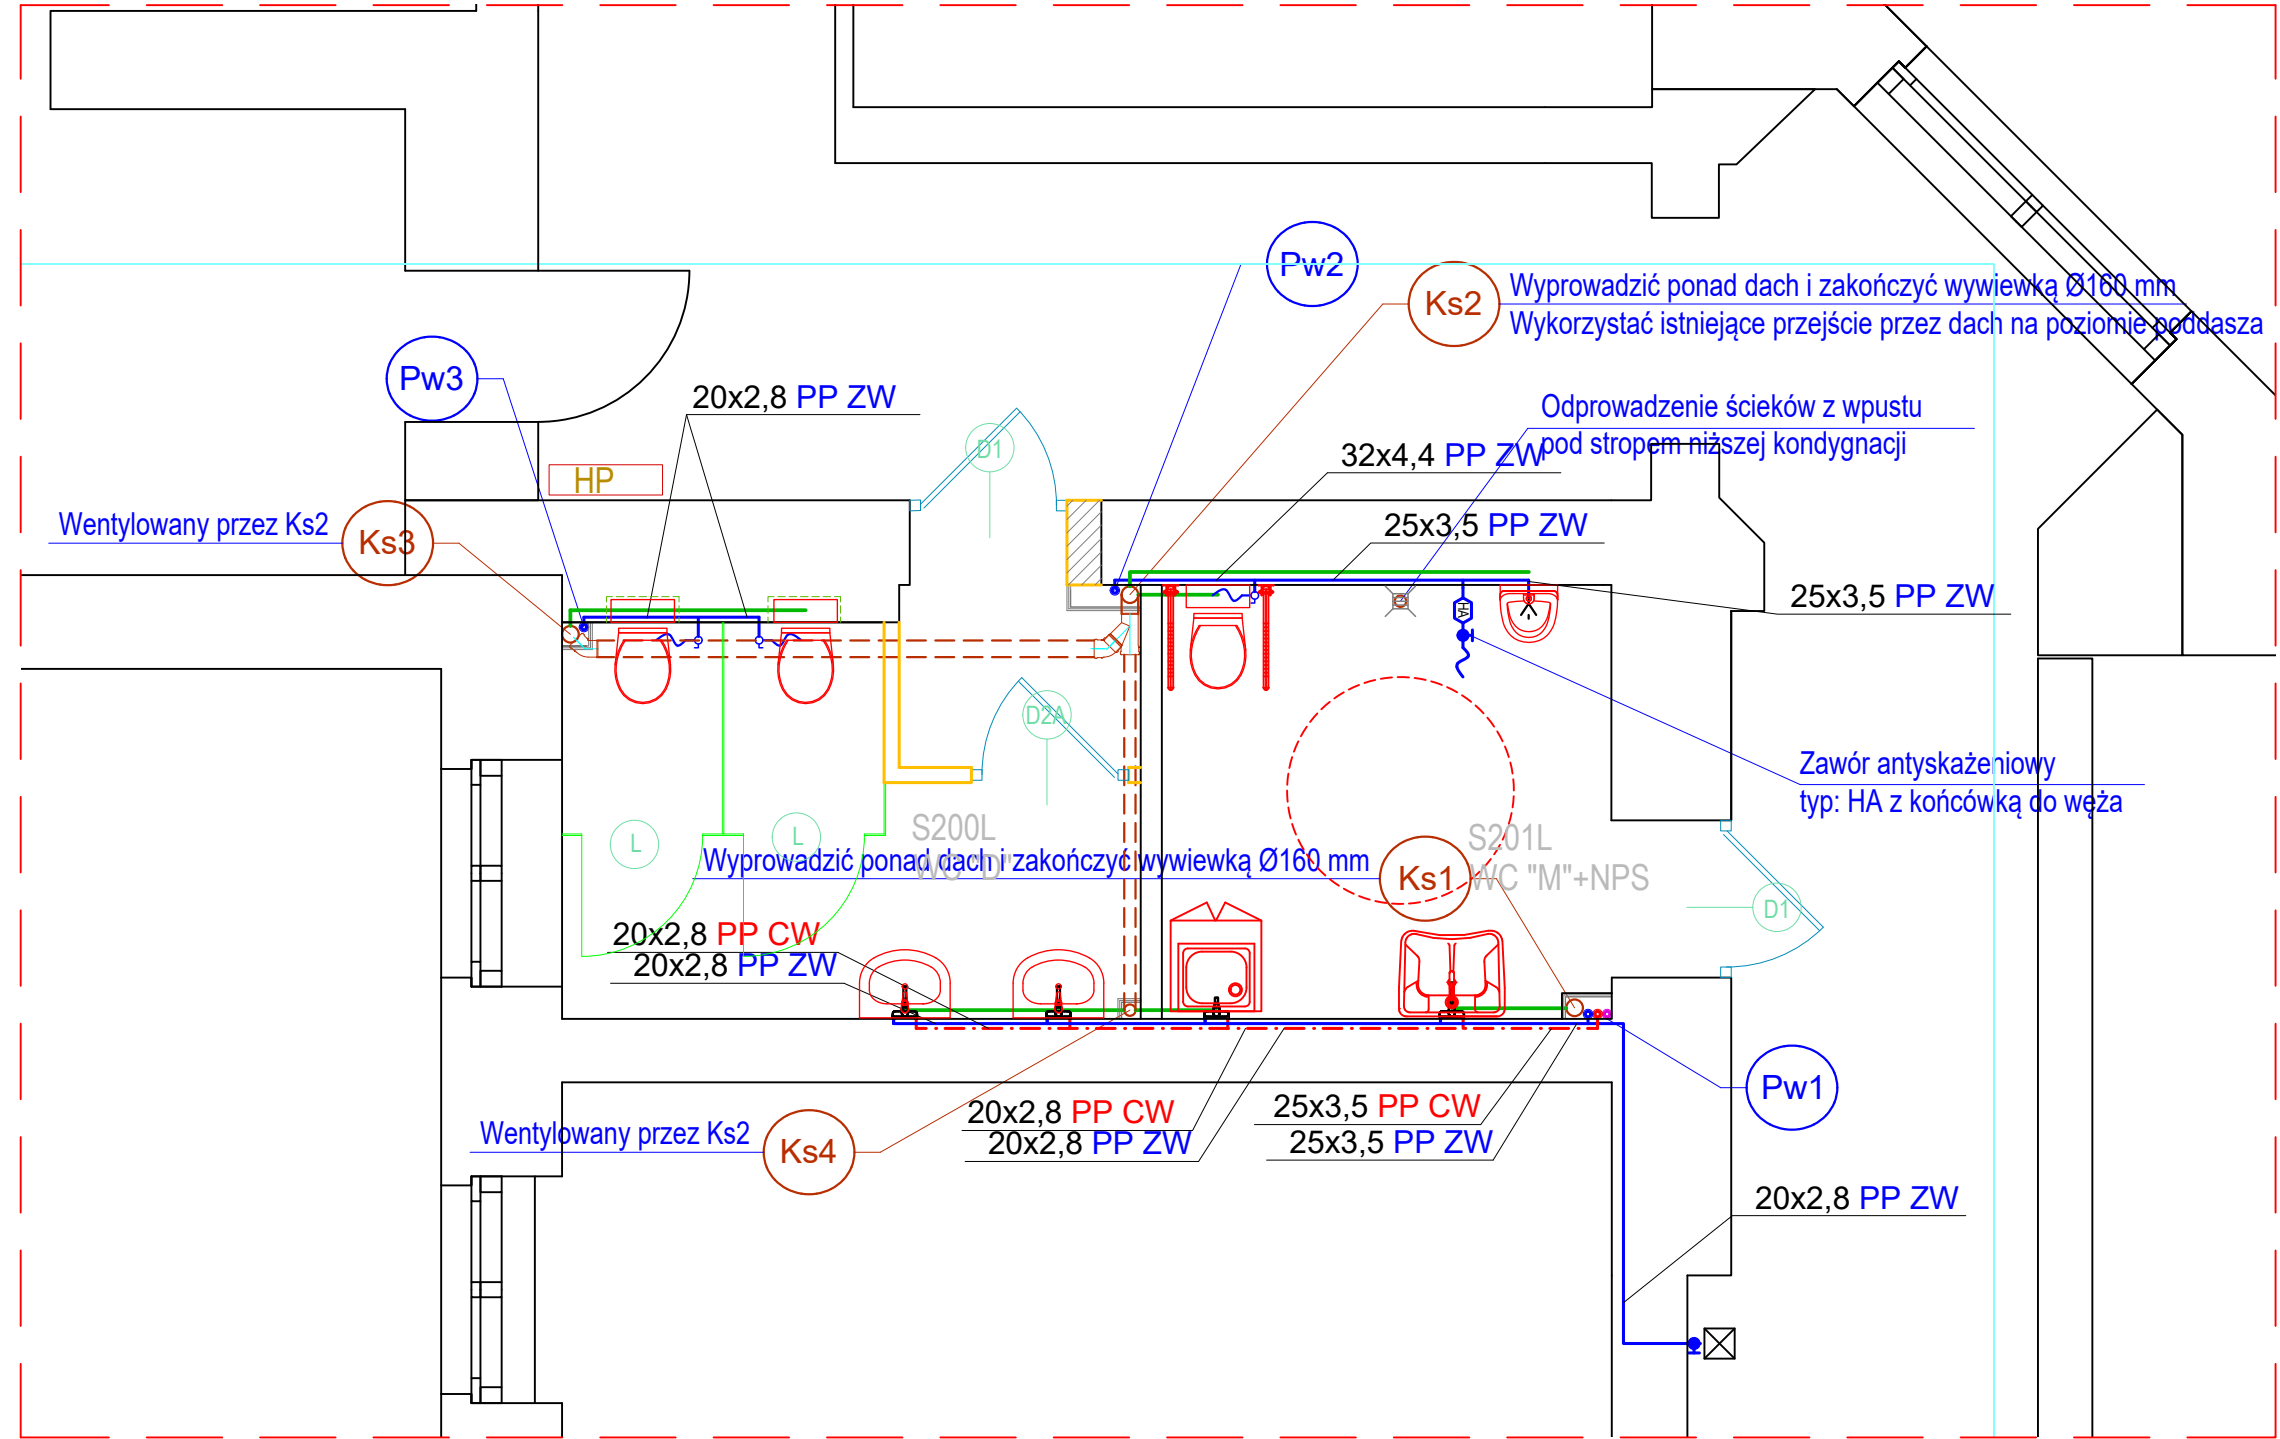 Pw2
Ks2
Wyprowadzić ponad dach i zakończyć wywiewką Ø160 mm
Wykorzystać istniejące przejście przez dach na poziomie poddasza
Pw3
20x2,8 PP ZW
Odprowadzenie ścieków z wpustu
pod stropem niższej kondygnacji
D1
32x4,4 PP ZW
HP
25x3,5 PP ZW
Wentylowany przez Ks2
Ks3
25x3,5 PP ZW
HA
D2A
Zawór antyskażeniowy
typ: HA z końcówką do węża
L
L
S200L
WC "D"
S201L
WC "M"+NPS
Wyprowadzić ponad dach i zakończyć wywiewką Ø160 mm
Ks1
D1
20x2,8 PP CW
20x2,8 PP ZW
Pw1
20x2,8 PP CW
20x2,8 PP ZW
25x3,5 PP CW
25x3,5 PP ZW
Wentylowany przez Ks2
Ks4
20x2,8 PP ZW